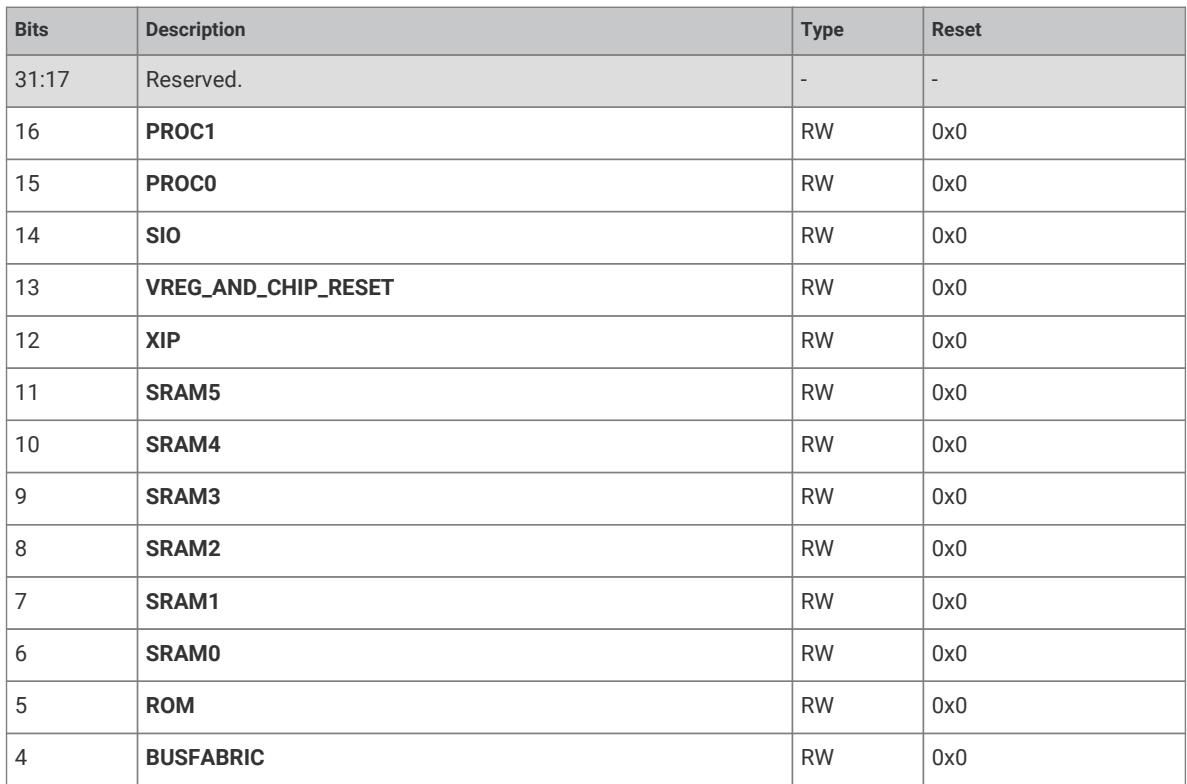 Bits Description Type Reset
31:17 Reserved. - -
16 PROC1 RW 0x0
15 PROC0 RW 0x0
14 SIO RW 0x0
13 VREG_AND_CHIP_RESET RW 0x0
12 XIP RW 0x0
11 SRAM5 RW 0x0
10 SRAM4 RW 0x0
9 SRAM3 RW 0x0
8 SRAM2 RW 0x0
7 SRAM1 RW 0x0
6 SRAM0 RW 0x0
5 ROM RW 0x0
4 BUSFABRIC RW 0x0